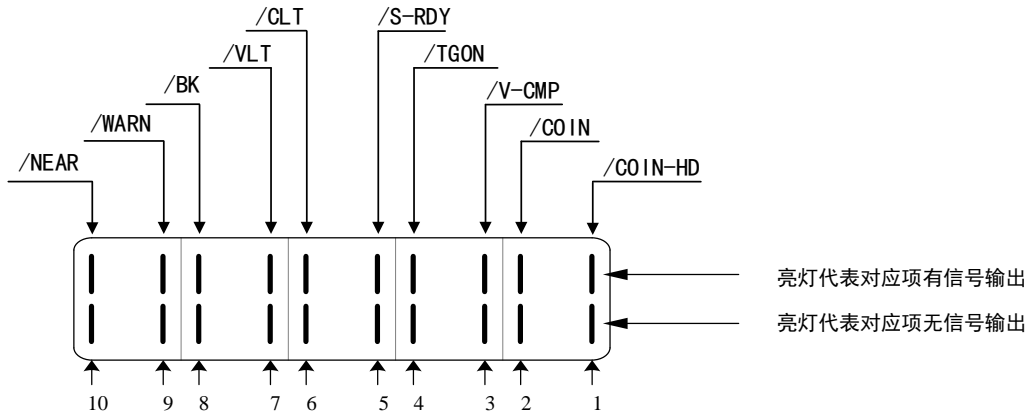 /CLT
/S-RDY
/VLT
/TGON
/BK
/V-CMP
/WARN
/COIN
/NEAR
/COIN-HD
亮灯代表对应项有信号输出
亮灯代表对应项无信号输出
10 9 8 7 6 5 4 3 2 1